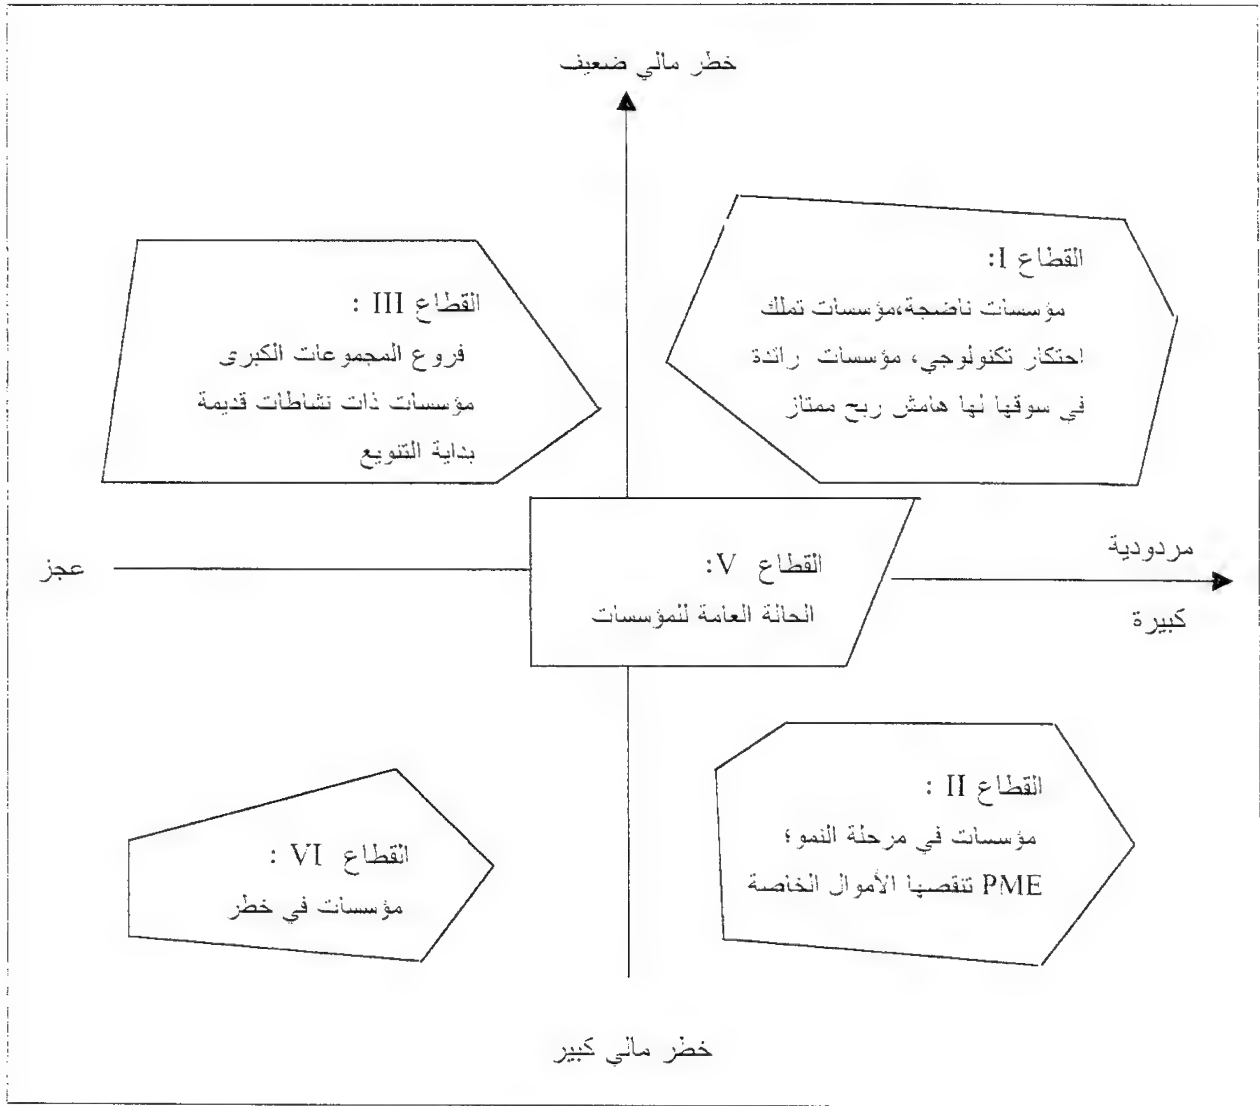 خطر مالي ضعيف
القطاع I:
مؤسسات ناضجة،مؤسسات تملك
احتكار تكنولوجي، مؤسسات رائدة
في سوقها لها هامش ربح ممتاز
القطاع III :
فروع المجموعات الكبرى
مؤسسات ذات نشاطات قديمة
بداية التنويع
مردودية
كبيرة
القطاع V:
الحالة العامة للمؤسسات
عجز
القطاع II :
مؤسسات في مرحلة النمو؛
PME تنقصها الأموال الخاصة
القطاع VI :
مؤسسات في خطر
خطر مالي كبير